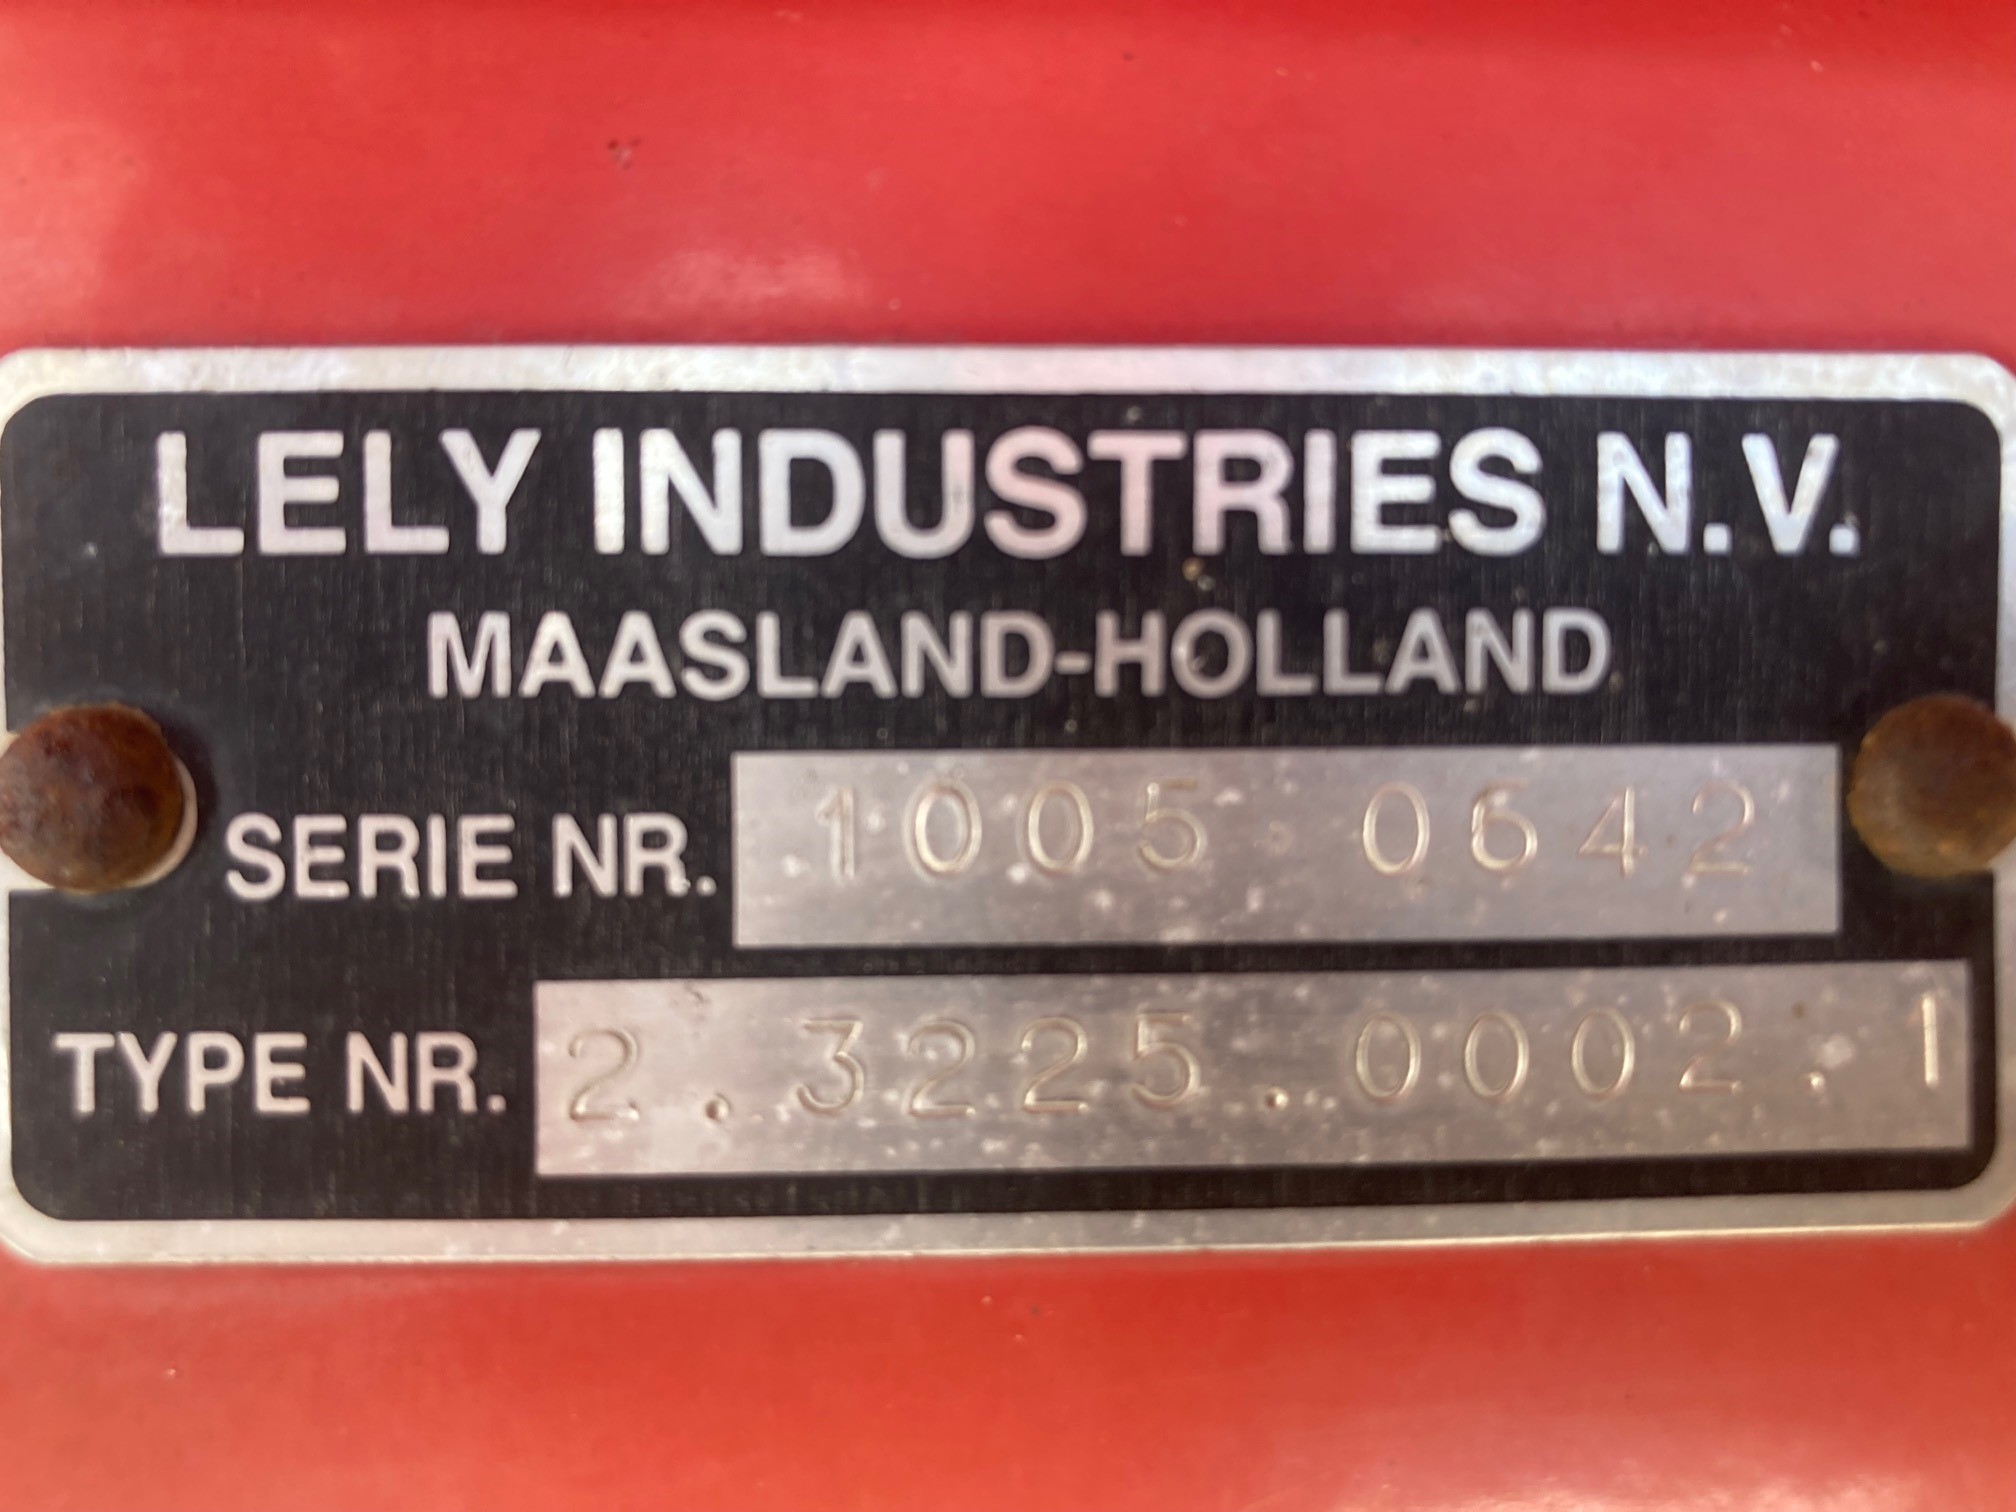 LELY INDUSTRIES N.V.
MAASLAND-HOLLAND
SERIE NR. 1005 0642
TYPE NR. 2.3225.0002.1